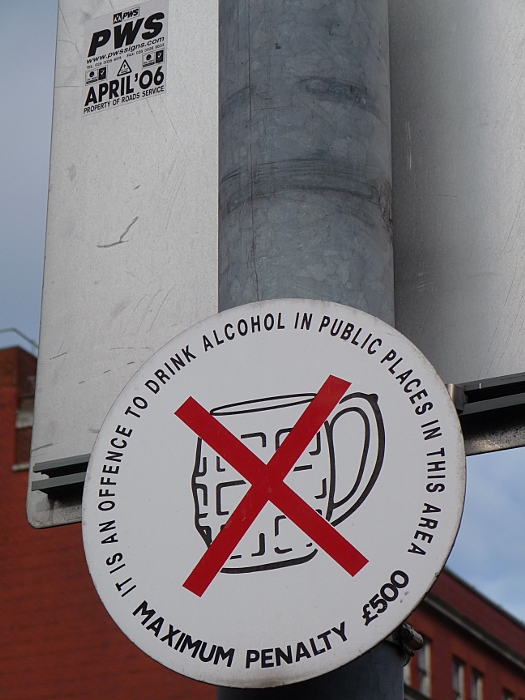 PWS
PWS
www.pwssigns.com
APRIL '06
PROPERTY OF ROADS SERVICE
IT IS AN OFFENCE TO DRINK ALCOHOL IN PUBLIC PLACES IN THIS AREA
MAXIMUM PENALTY £500